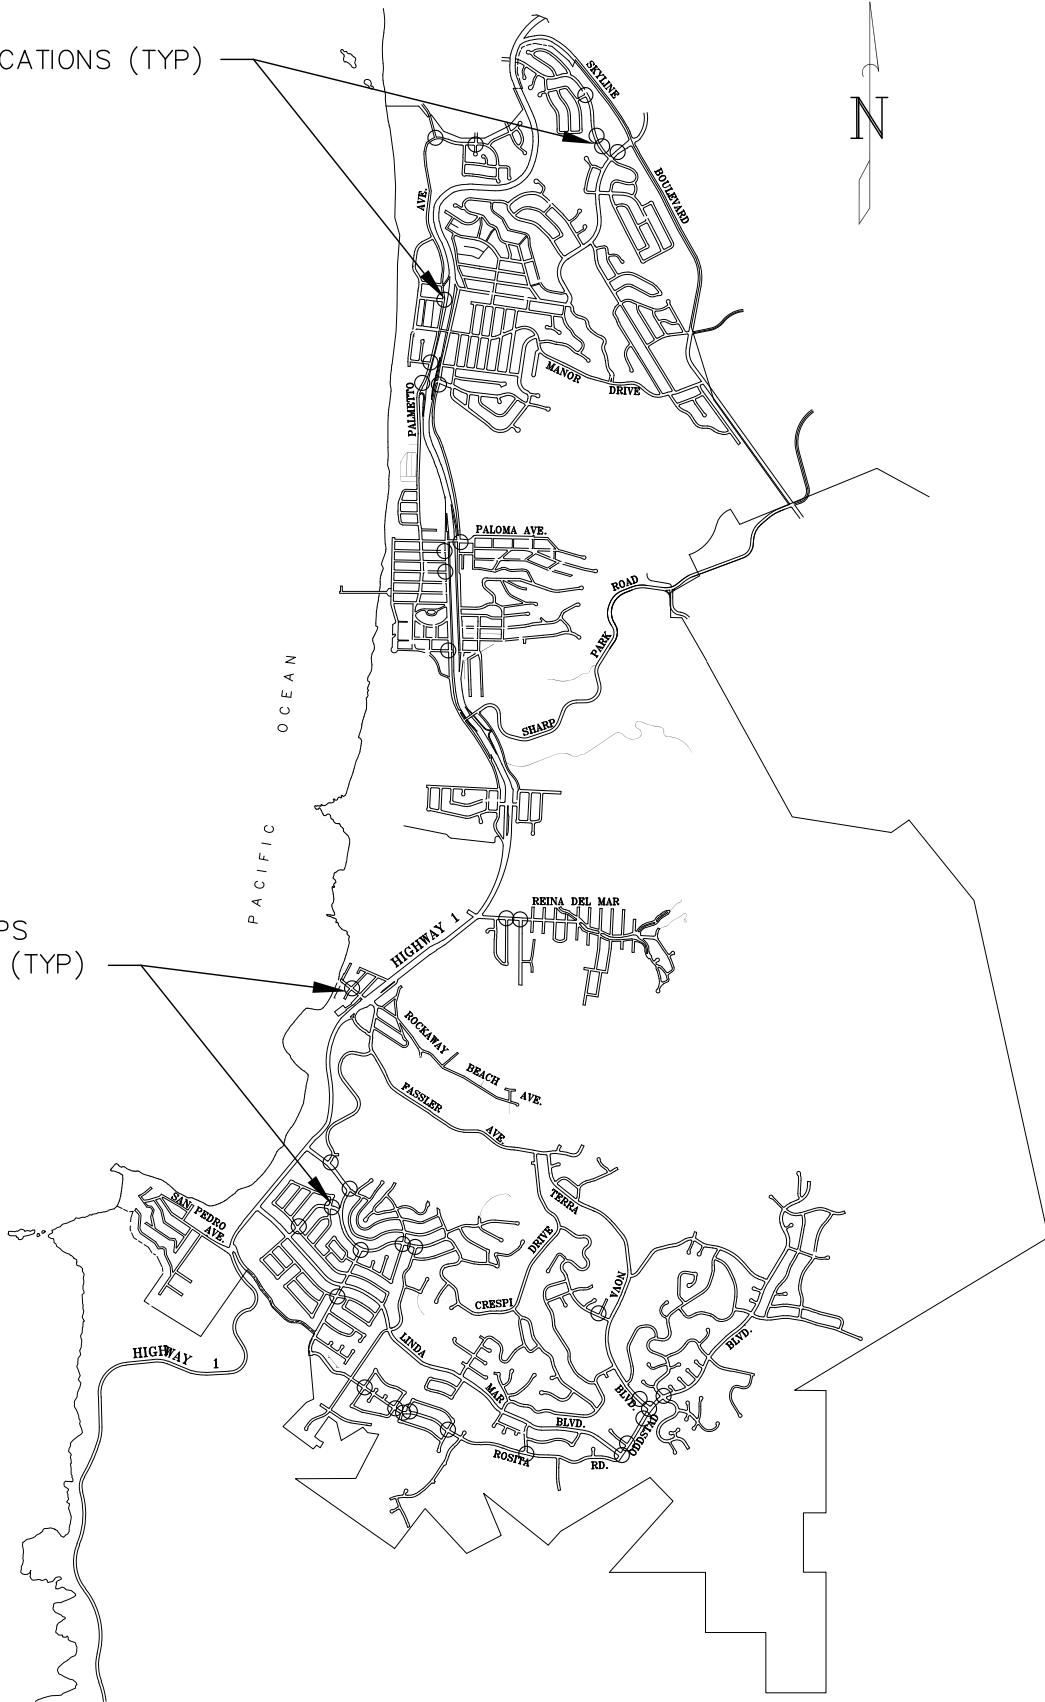 CATIONS (TYP)
N
SKYLINE
BOULEVARD
AVE.
MANOR
DRIVE
PALMETTO
PALOMA AVE.
ROAD
PARK
SHARP
OCEAN
PACIFIC
REINA DEL MAR
HIGHWAY 1
PS
(TYP)
ROCKAWAY
BEACH
AVE.
FASSLER
AVE.
SAN PEDRO
AVE.
TERRA
DRIVE
NOVA
CRESPI
BLVD.
HIGHWAY 1
LINDA
MAR
BLVD.
BLVD.
ODDSTAD
ROSITA
RD.